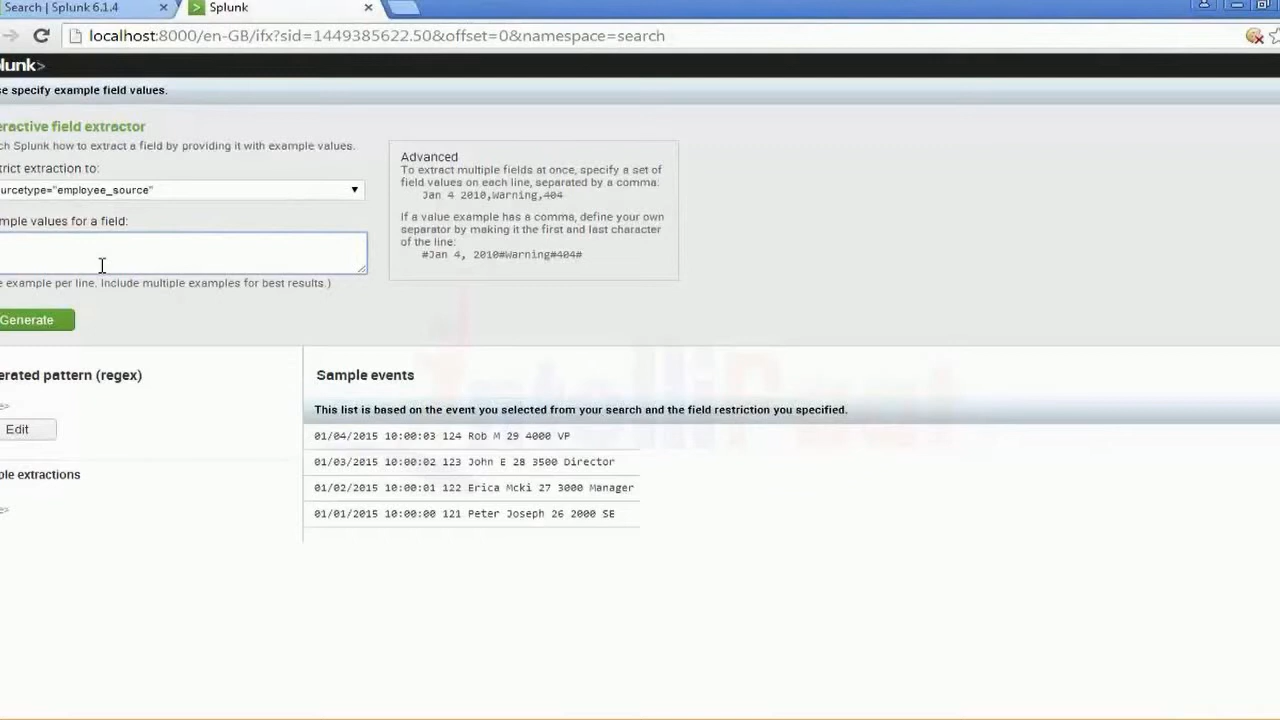 Search | Splunk 6.1.4
Splunk
localhost:8000/en-GB/ifx?sid=1449385622.50&offset=0&namespace=search
lunk>
se specify example field values.
eractive field extractor
ch Splunk how to extract a field by providing it with example values.
trict extraction to:
urcetype="employee_source"
mple values for a field:
e example per line. Include multiple examples for best results.)
Generate
Advanced
To extract multiple fields at once, specify a set of
field values on each line, separated by a comma:
Jan 4 2010,Warning,404
If a value example has a comma, define your own
separator by making it the first and last character
of the line:
#Jan 4, 2010#Warning#404#
erated pattern (regex)
e>
Edit
ple extractions
e>
Sample events
This list is based on the event you selected from your search and the field restriction you specified.
01/04/2015 10:00:03 124 Rob M 29 4000 VP
01/03/2015 10:00:02 123 John E 28 3500 Director
01/02/2015 10:00:01 122 Erica Mcki 27 3000 Manager
01/01/2015 10:00:00 121 Peter Joseph 26 2000 SE
IntelliPaat